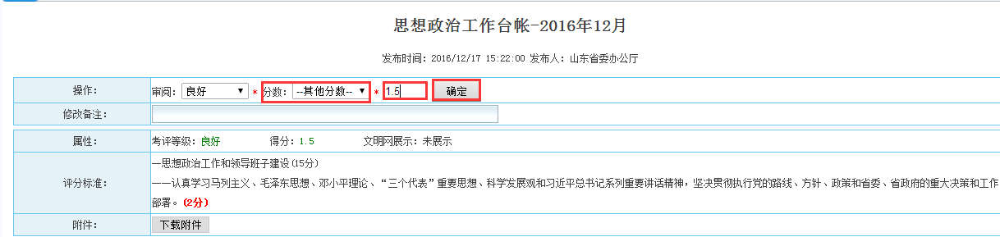 思想政治工作台帐-2016年12月
发布时间：2016/12/17 15:22:00 发布人：山东省委办公厅
操作： 审阅：良好 * 分数：--其他分数-- * 1.5 确定
修改备注：
属性： 考评等级：良好 得分：1.5 文明网展示：未展示
一思想政治工作和领导班子建设(15分)
评分标准： 一一认真学习马列主义、毛泽东思想、邓小平理论、“三个代表”重要思想、科学发展观和习近平总书记系列重要讲话精神，坚决贯彻执行党的路线、方针、政策和省委、省政府的重大决策和工作
部署。(2分)
附件： 下载附件